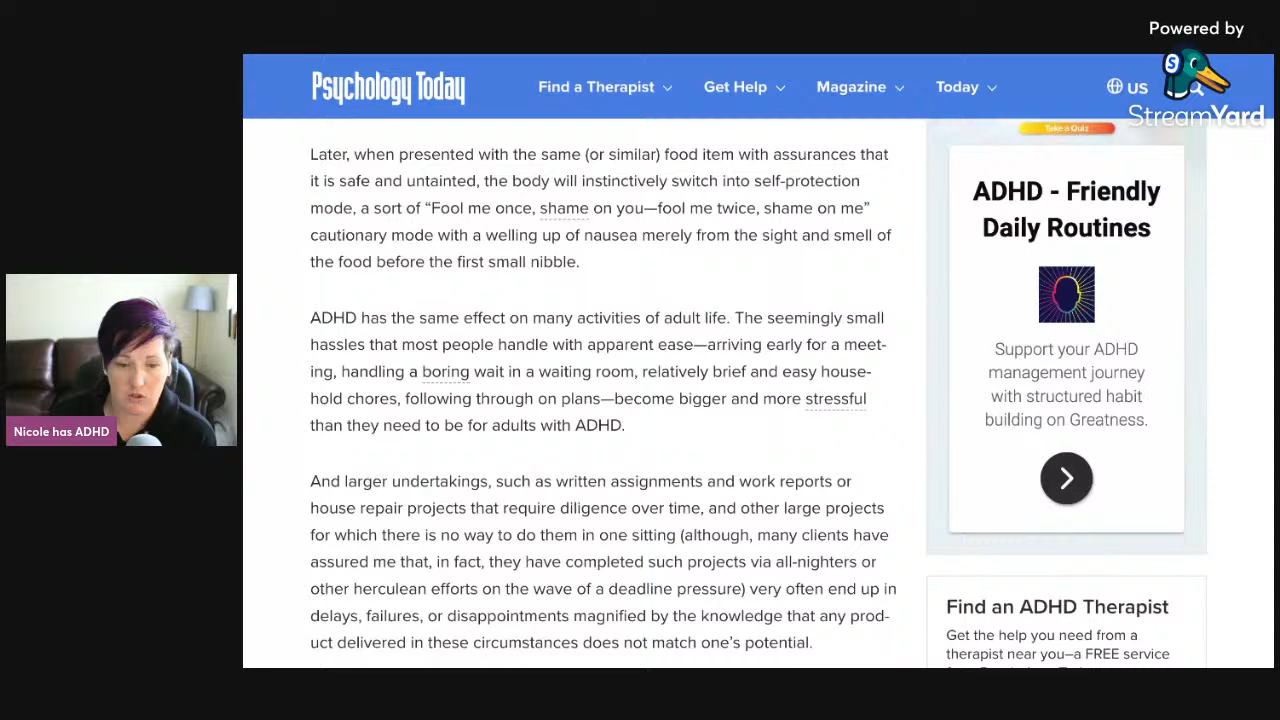 Powered by
StreamYard
Psychology Today
Find a Therapist
Get Help
Magazine
Today
US
Later, when presented with the same (or similar) food item with assurances that
it is safe and untainted, the body will instinctively switch into self-protection
mode, a sort of “Fool me once, shame on you—fool me twice, shame on me”
cautionary mode with a welling up of nausea merely from the sight and smell of
the food before the first small nibble.
ADHD has the same effect on many activities of adult life. The seemingly small
hassles that most people handle with apparent ease—arriving early for a meet-
ing, handling a boring wait in a waiting room, relatively brief and easy house-
hold chores, following through on plans—become bigger and more stressful
than they need to be for adults with ADHD.
And larger undertakings, such as written assignments and work reports or
house repair projects that require diligence over time, and other large projects
for which there is no way to do them in one sitting (although, many clients have
assured me that, in fact, they have completed such projects via all-nighters or
other herculean efforts on the wave of a deadline pressure) very often end up in
delays, failures, or disappointments magnified by the knowledge that any prod-
uct delivered in these circumstances does not match one’s potential.
Take a Quiz
ADHD - Friendly
Daily Routines
Support your ADHD
management journey
with structured habit
building on Greatness.
Find an ADHD Therapist
Get the help you need from a
therapist near you–a FREE service
Nicole has ADHD